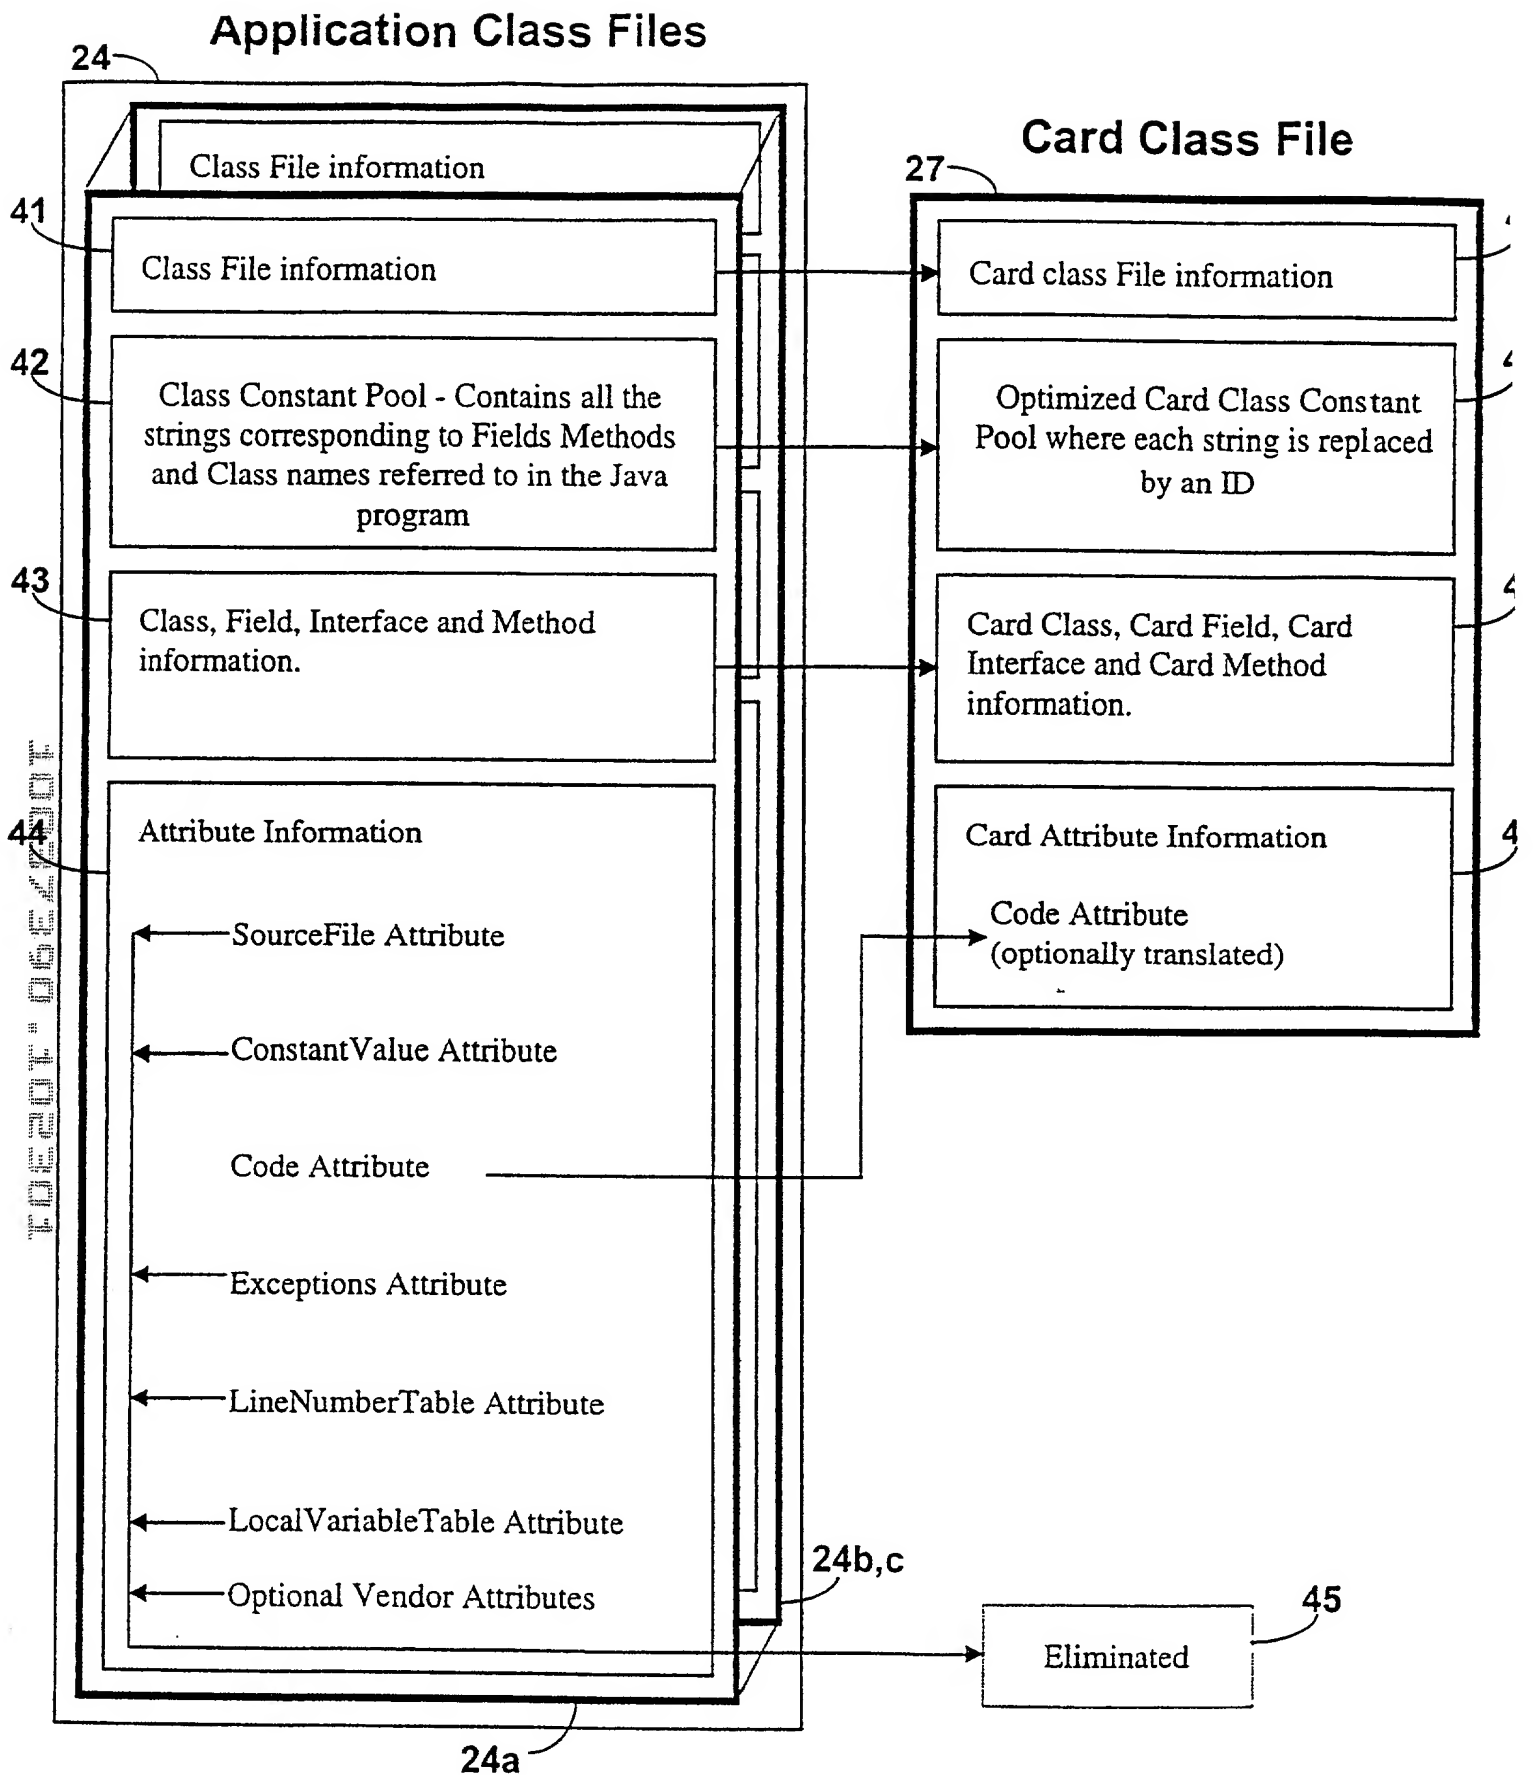 Application Class Files
24
Class File information
41
Class File information
42
Class Constant Pool - Contains all the
strings corresponding to Fields Methods
and Class names referred to in the Java
program
43
Class, Field, Interface and Method
information.
44
Attribute Information
SourceFile Attribute
ConstantValue Attribute
Code Attribute
Exceptions Attribute
LineNumberTable Attribute
LocalVariableTable Attribute
Optional Vendor Attributes
24b,c
24a
Card Class File
27
Card class File information
Optimized Card Class Constant
Pool where each string is replaced
by an ID
Card Class, Card Field, Card
Interface and Card Method
information.
Card Attribute Information
4
Code Attribute
(optionally translated)
45
Eliminated